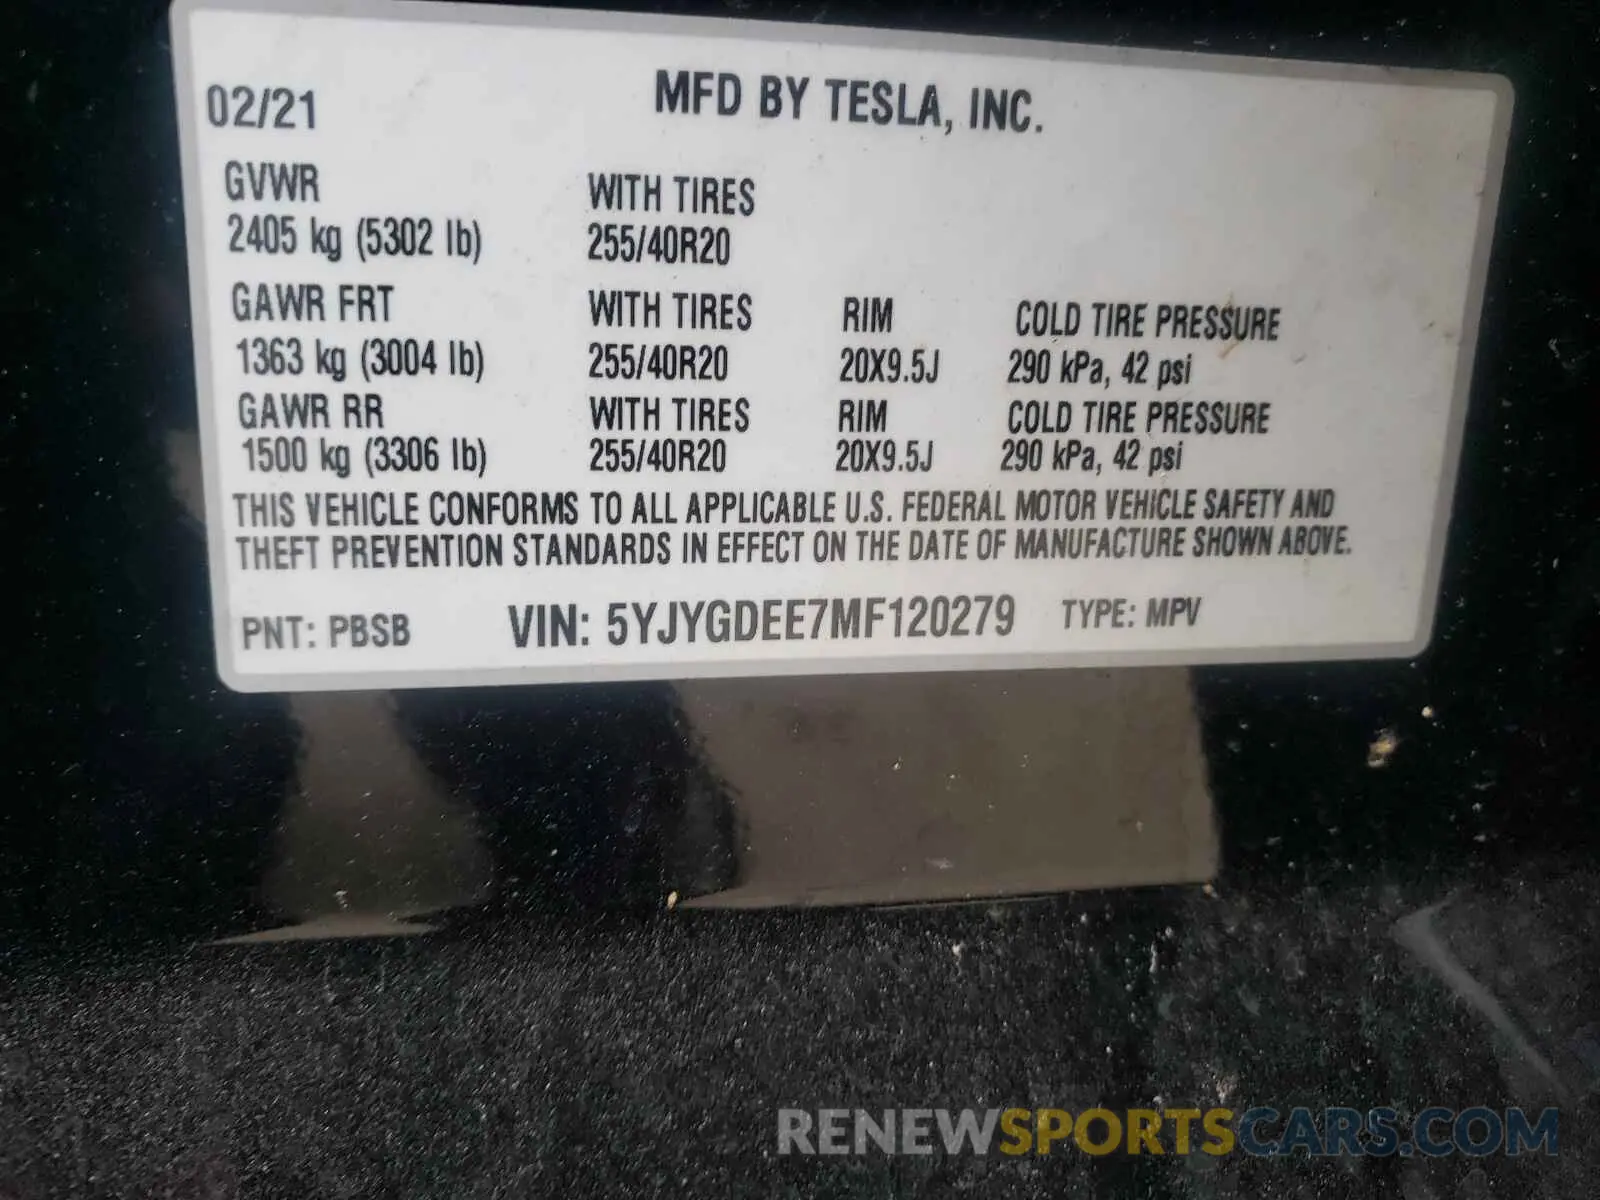 02/21 MFD BY TESLA, INC.
GVWR WITH TIRES
2405 kg (5302 lb) 255/40R20
GAWR FRT WITH TIRES RIM COLD TIRE PRESSURE
1363 kg (3004 lb) 255/40R20 20X9.5J 290 kPa, 42 psi
GAWR RR WITH TIRES RIM COLD TIRE PRESSURE
1500 kg (3306 lb) 255/40R20 20X9.5J 290 kPa, 42 psi
THIS VEHICLE CONFORMS TO ALL APPLICABLE U.S. FEDERAL MOTOR VEHICLE SAFETY AND
THEFT PREVENTION STANDARDS IN EFFECT ON THE DATE OF MANUFACTURE SHOWN ABOVE.
PNT: PBSB VIN: 5YJYGDEE7MF120279 TYPE: MPV
RENEWSPORTSCARS.COM